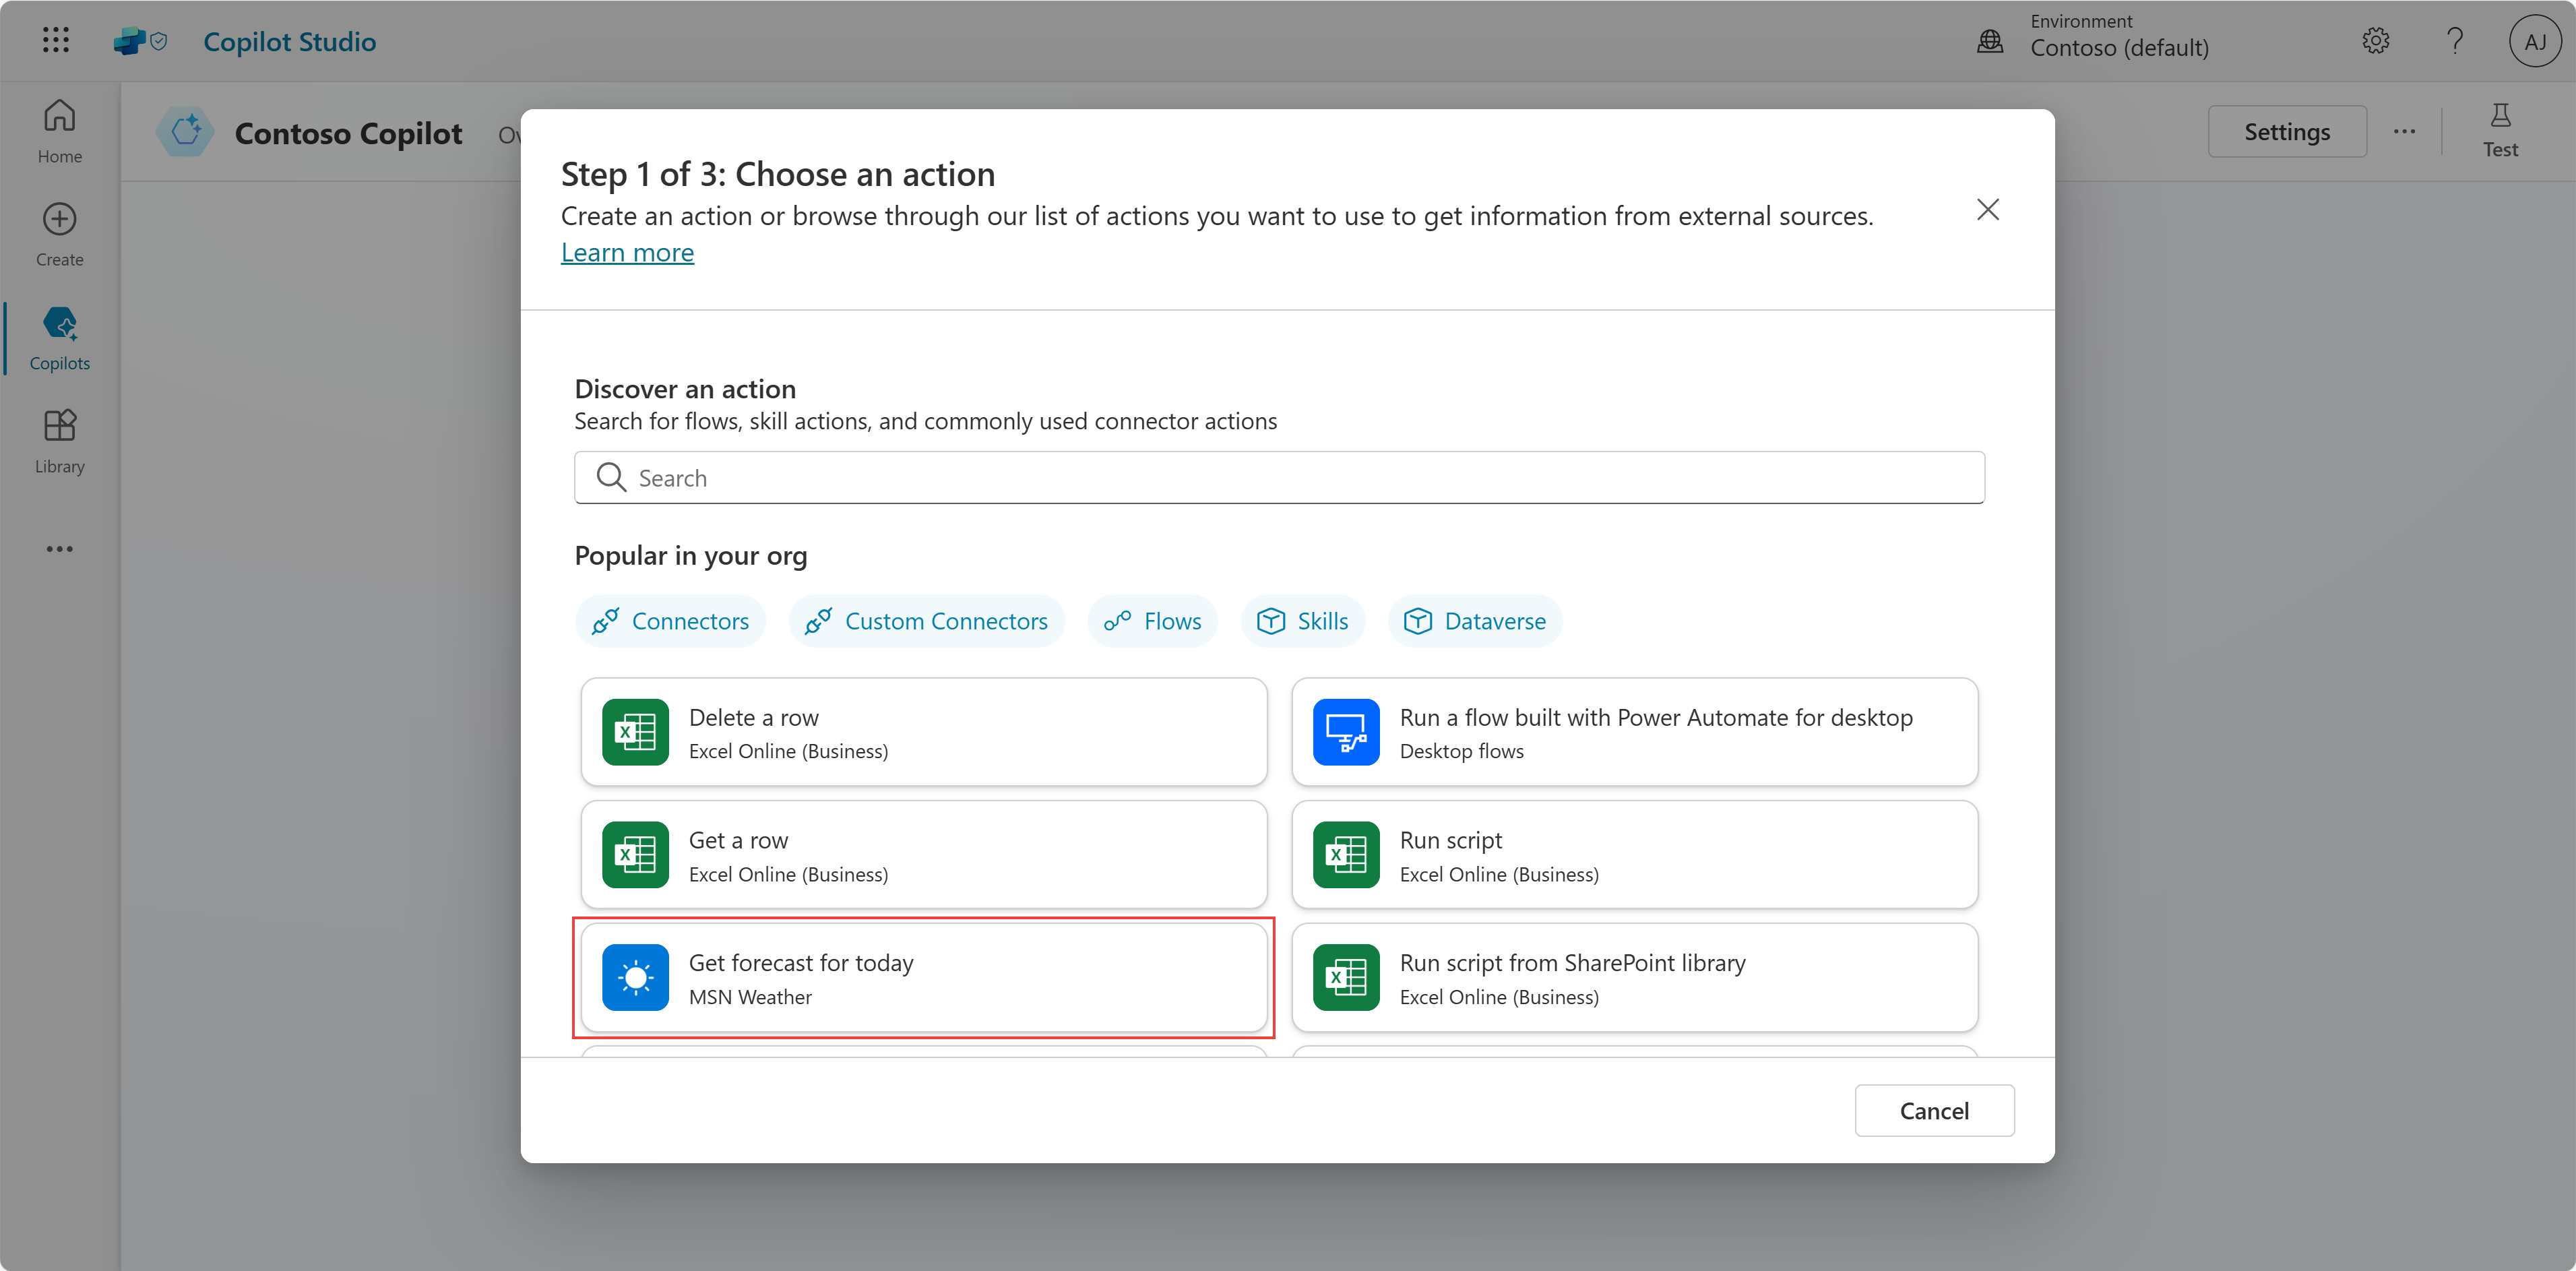 Copilot Studio
Environment
Contoso (default)
AJ
Home
Create
Copilots
Library
Contoso Copilot
Settings
Test
Step 1 of 3: Choose an action
Create an action or browse through our list of actions you want to use to get information from external sources.
Learn more
Discover an action
Search for flows, skill actions, and commonly used connector actions
Search
Popular in your org
Connectors
Custom Connectors
Flows
Skills
Dataverse
Delete a row
Excel Online (Business)
Run a flow built with Power Automate for desktop
Desktop flows
Get a row
Excel Online (Business)
Run script
Excel Online (Business)
Get forecast for today
MSN Weather
Run script from SharePoint library
Excel Online (Business)
Cancel